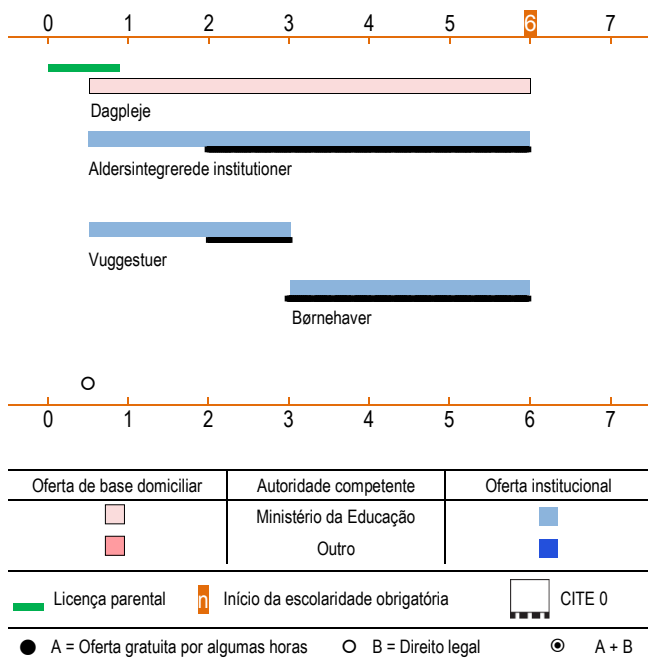 0 1 2 3 4 5 6 7
Dagpleje
Aldersintegrerede institutioner
Vuggestuer
Børnehaver
0 1 2 3 4 5 6 7
Oferta de base domiciliar Autoridade competente Oferta institucional
Ministério da Educação
Outro
Licença parental n Início da escolaridade obrigatória CITE 0
A = Oferta gratuita por algumas horas B = Direito legal A + B